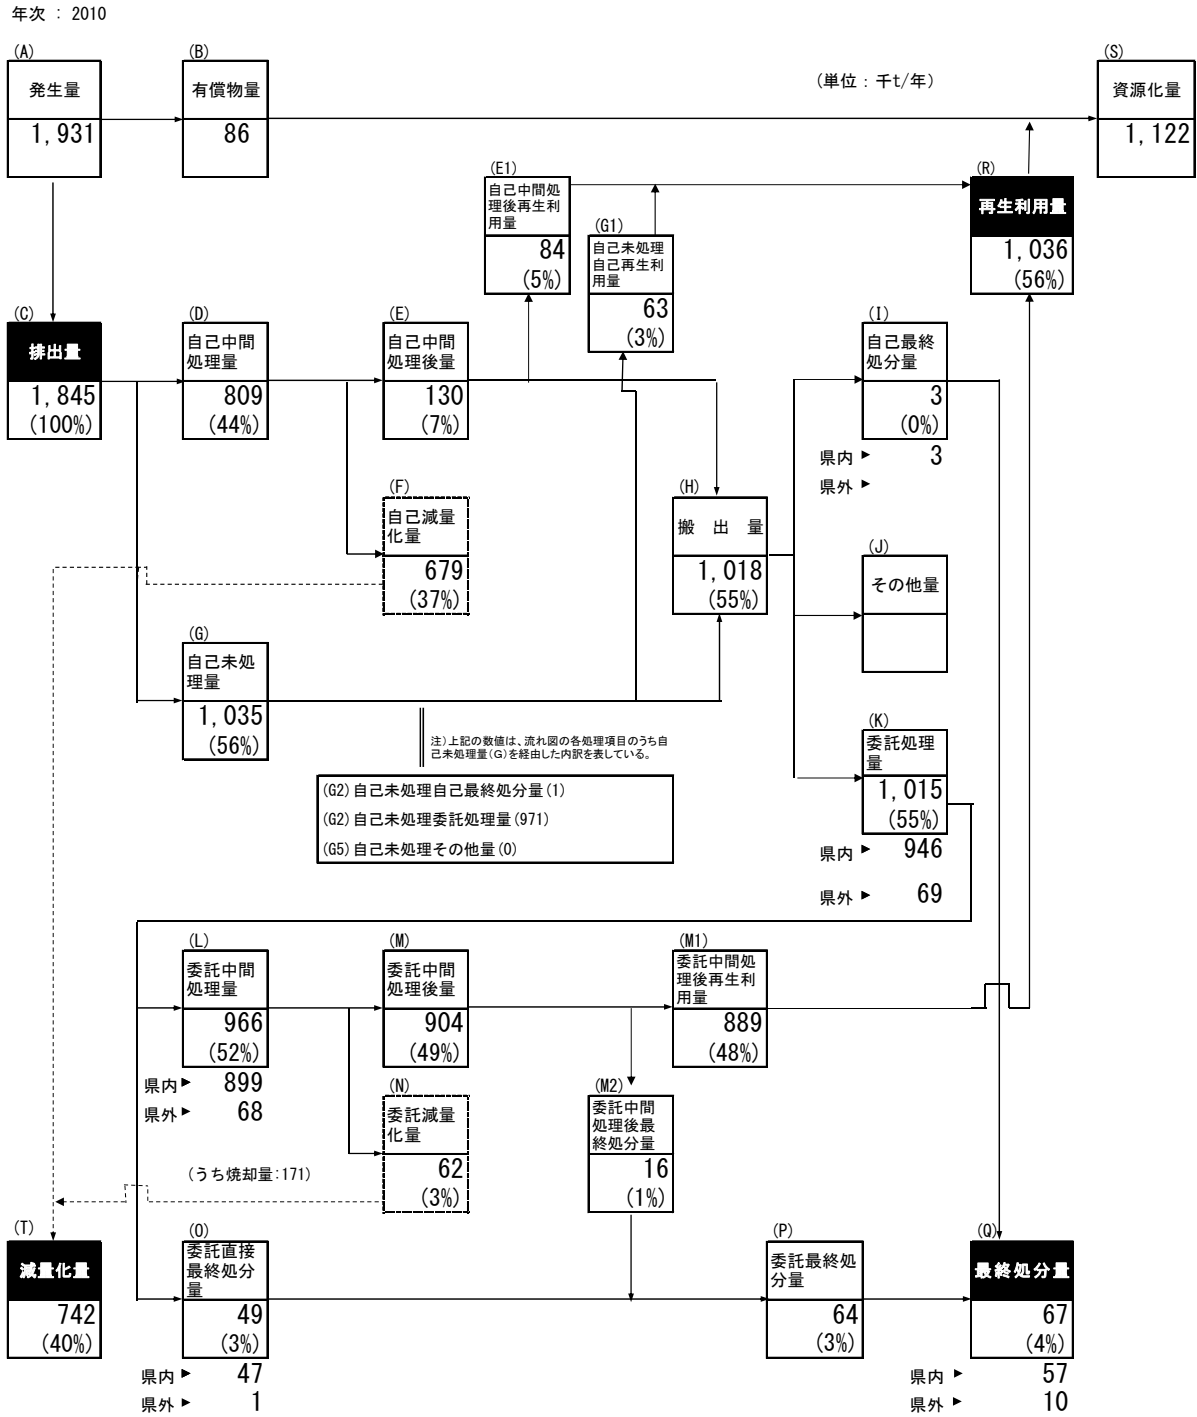 年次 : 2010
(A)
発生量
1,931
(B)
有償物量
86
(単位：千t/年)
(S)
資源化量
1,122
(E1)
自己中間処
理後再生利
用量
84
(5%)
(G1)
自己未処理
自己再生利
用量
63
(3%)
(R)
再生利用量
1,036
(56%)
(C)
排出量
1,845
(100%)
(D)
自己中間
処理量
809
(44%)
(E)
自己中間
処理後量
130
(7%)
(I)
自己最終
処分量
3
(0%)
県内 ► 3
県外 ►
(F)
自己減量
化量
679
(37%)
(H)
搬 出 量
1,018
(55%)
(J)
その他量
(G)
自己未処
理量
1,035
(56%)
注)上記の数値は、流れ図の各処理項目のうち自
己未処理量(G)を経由した内訳を表している。
(G2)自己未処理自己最終処分量(1)
(G2)自己未処理委託処理量(971)
(G5)自己未処理その他量(0)
(K)
委託処理
量
1,015
(55%)
県内 ► 946
県外 ► 69
(L)
委託中間
処理量
966
(52%)
県内 ► 899
県外 ► 68
(M)
委託中間
処理後量
904
(49%)
(M1)
委託中間処
理後再生利
用量
889
(48%)
(N)
委託減量
化量
62
(3%)
(M2)
委託中間
処理後最
終処分量
16
(1%)
(うち焼却量:171)
(T)
減量化量
742
(40%)
(O)
委託直接
最終処分
量
49
(3%)
県内 ► 47
県外 ► 1
(P)
委託最終処
分量
64
(3%)
(Q)
最終処分量
67
(4%)
県内 ► 57
県外 ► 10